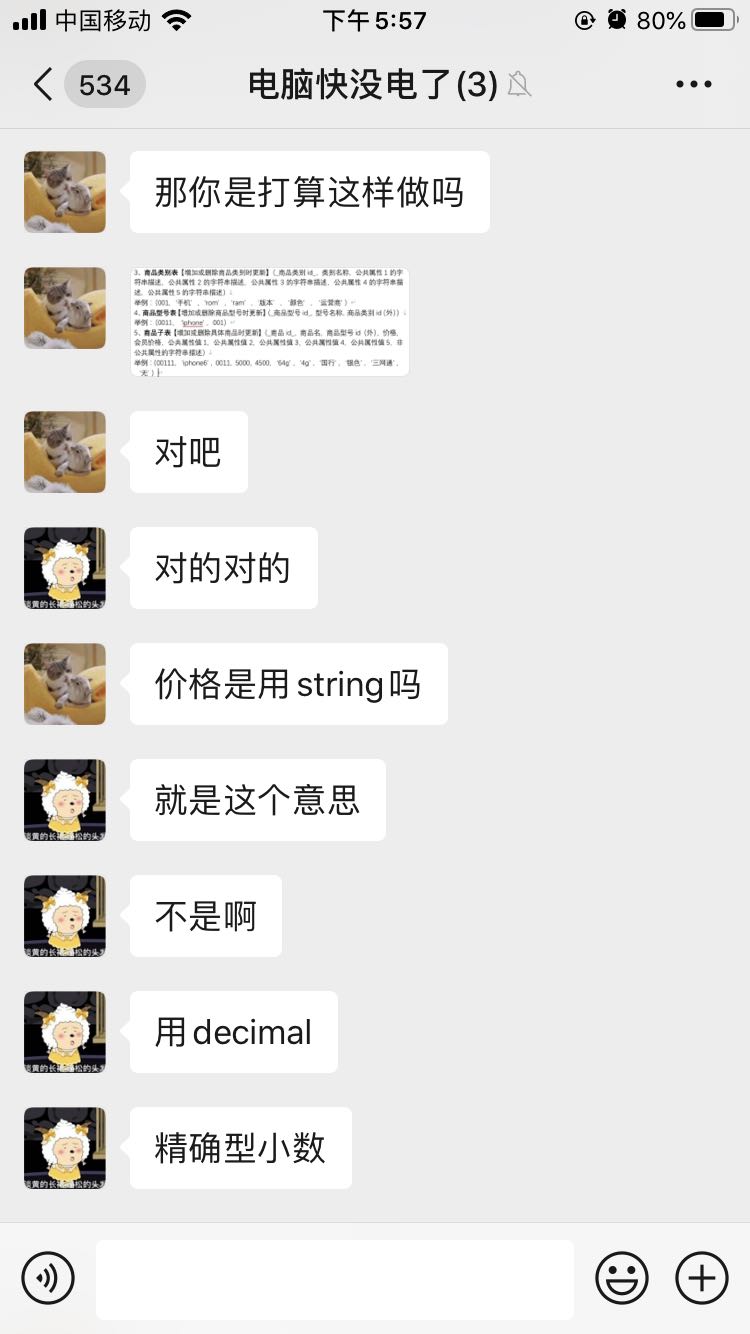 中国移动 下午5:57 80%
534 电脑快没电了(3)
那你是打算这样做吗
3、商品类别表【增加或删除商品类别时更新】（_商品类别 id_、类别名称、公共属性 1 的字
符串描述、公共属性 2 的字符串描述、公共属性 3 的字符串描述、公共属性 4 的字符串描
述、公共属性 5 的字符串描述）
举例：（001, '手机' , 'rom' , 'ram' , '版本' , '颜色' , '运营商' ）
4、商品型号表【增加或删除商品型号时更新】（_商品型号 id_, 型号名称, 商品类别 id（外））
举例：（0011, 'iphone' , 001）
5、商品子表【增加或删除具体商品时更新】（_商品 id_、商品名、商品型号 id（外）、价格、
会员价格、公共属性值 1、公共属性值 2、公共属性值 3、公共属性值 4、公共属性值 5、非
公共属性的字符串描述）
举例：（00111, 'iphone6' , 0011, 5000, 4500, '64g' , '4g' , '国行' , '银色' , '三网通' ,
'无' ）
对吧
对的对的
价格是用string吗
就是这个意思
不是啊
用decimal
精确型小数